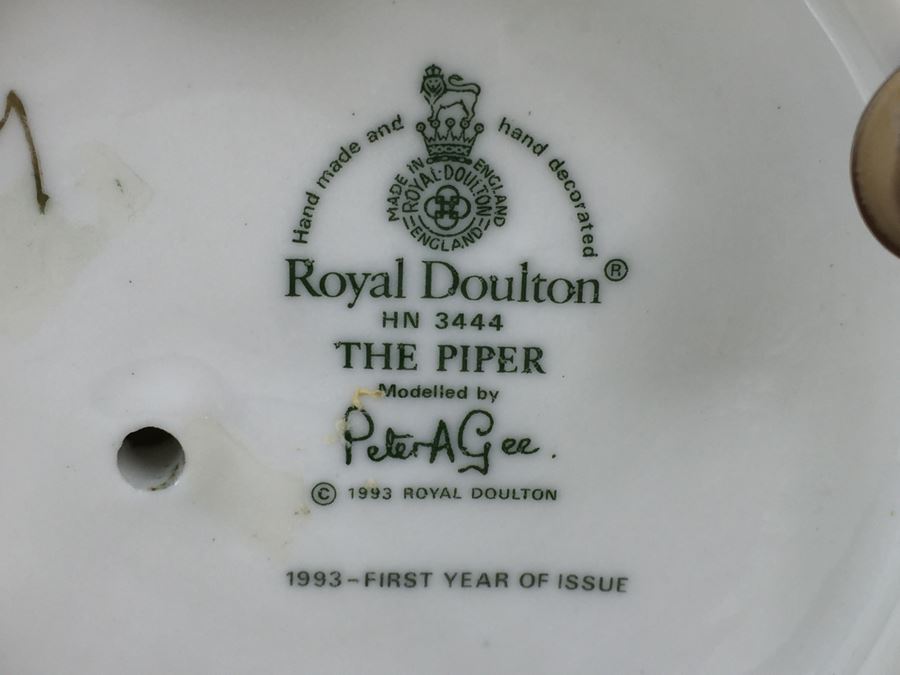 Hand made and hand decorated
MADE IN ENGLAND
ROYAL·DOULTON
ENGLAND
Royal Doulton®
HN 3444
THE PIPER
Modelled by
Peter A Gee.
© 1993 ROYAL DOULTON
1993-FIRST YEAR OF ISSUE